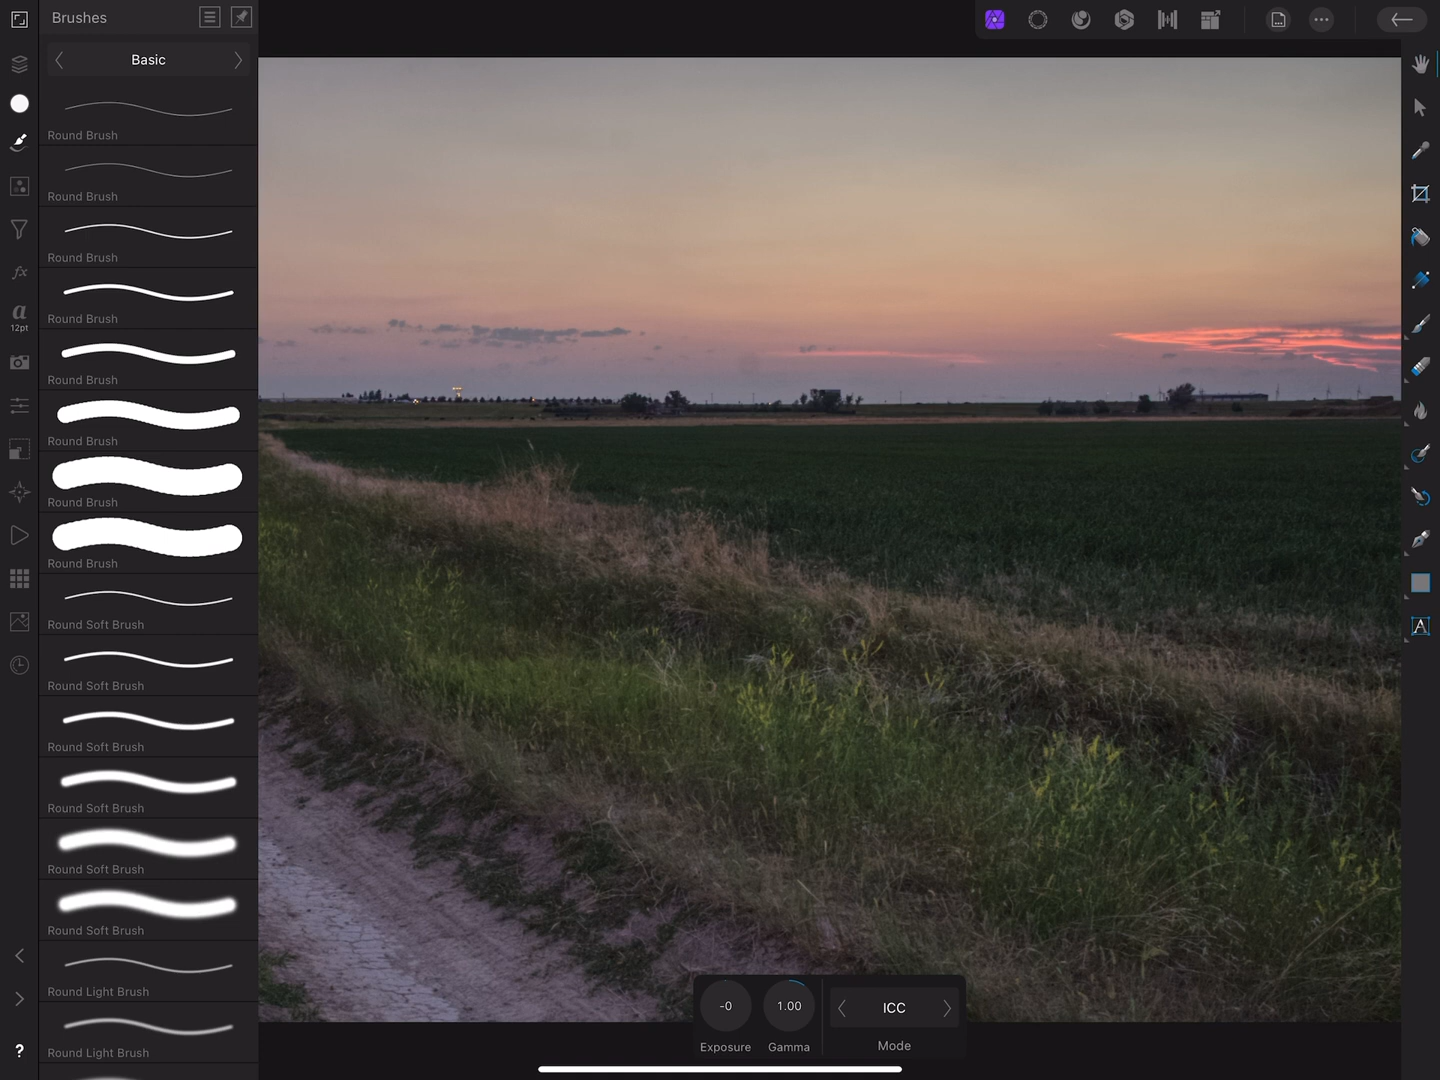 Brushes
Basic
Round Brush
Round Brush
Round Brush
Round Brush
Round Brush
Round Brush
Round Brush
Round Brush
Round Soft Brush
Round Soft Brush
Round Soft Brush
Round Soft Brush
Round Soft Brush
Round Soft Brush
Round Light Brush
Round Light Brush
fx
a
12pt
?
A
-0
1.00
ICC
Exposure
Gamma
Mode